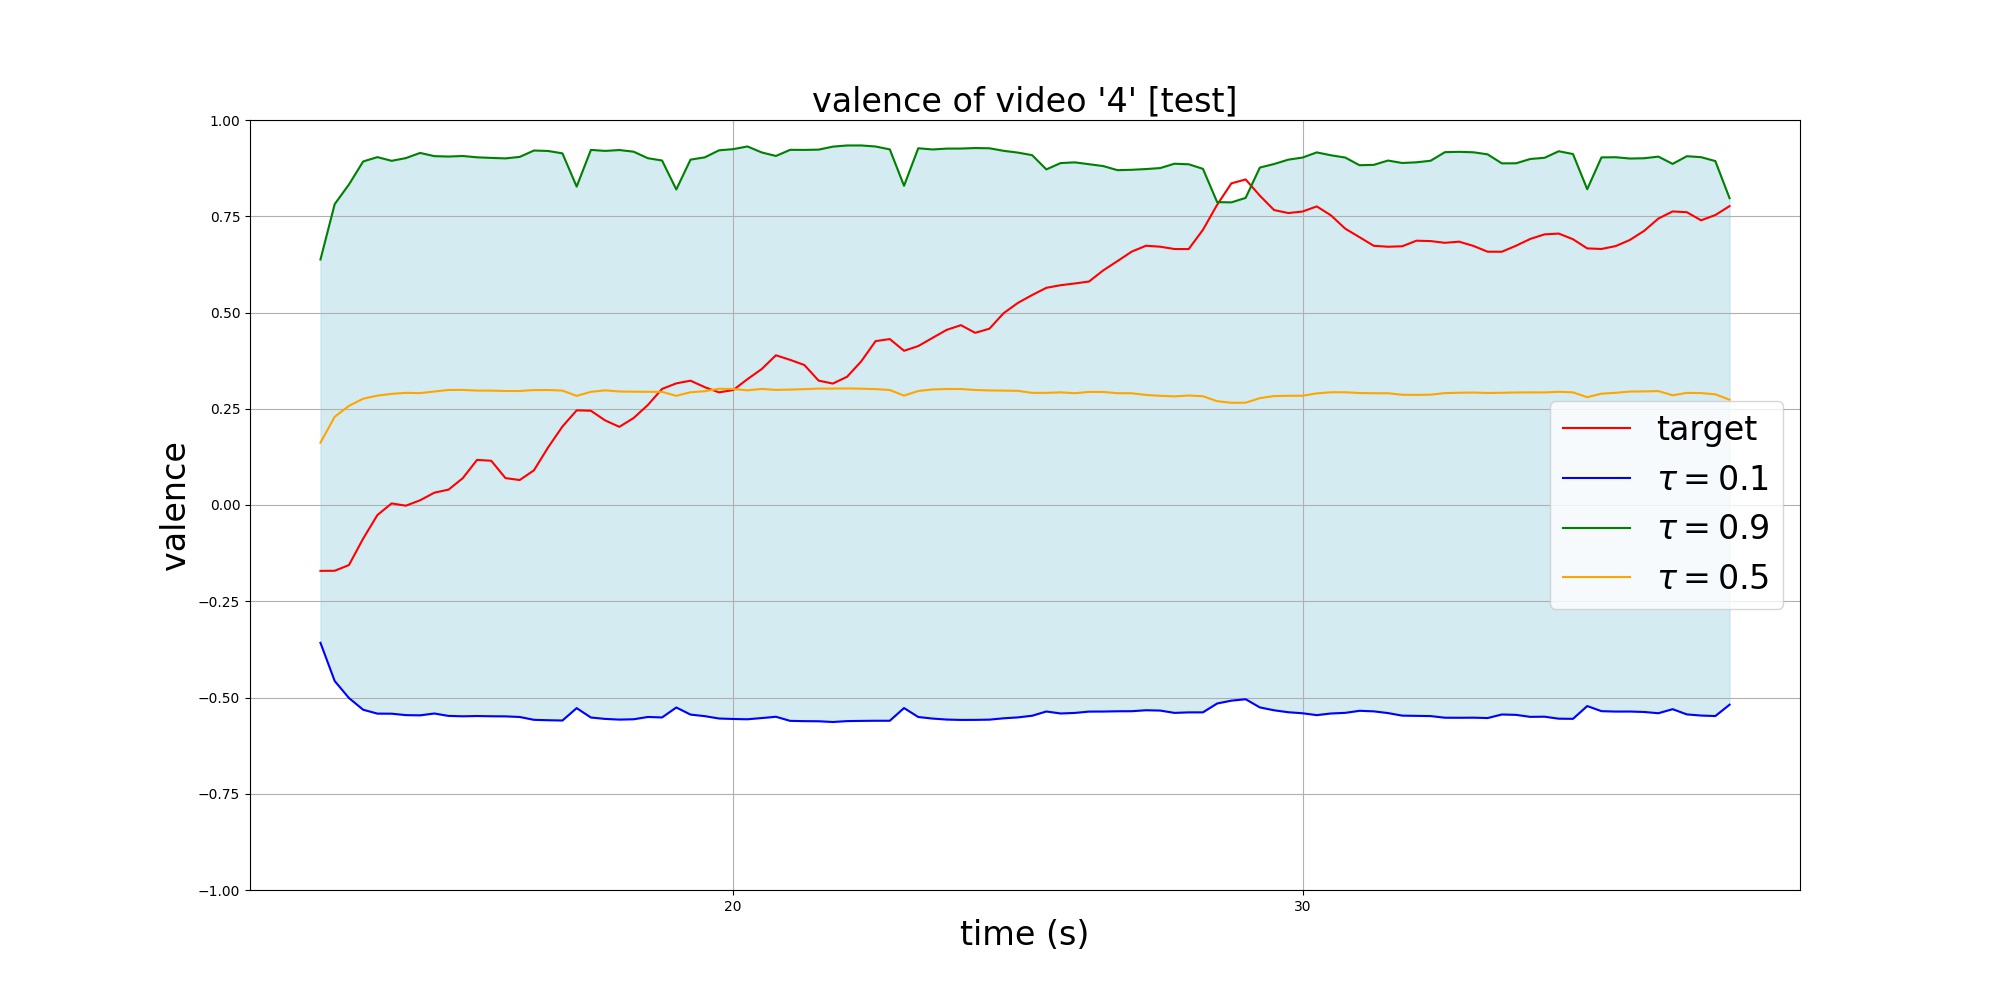 valence of video '4' [test]
1.00
0.75
0.50
0.25
0.00
−0.25
−0.50
−0.75
−1.00
valence
20
30
time (s)
target
τ = 0.1
τ = 0.9
τ = 0.5